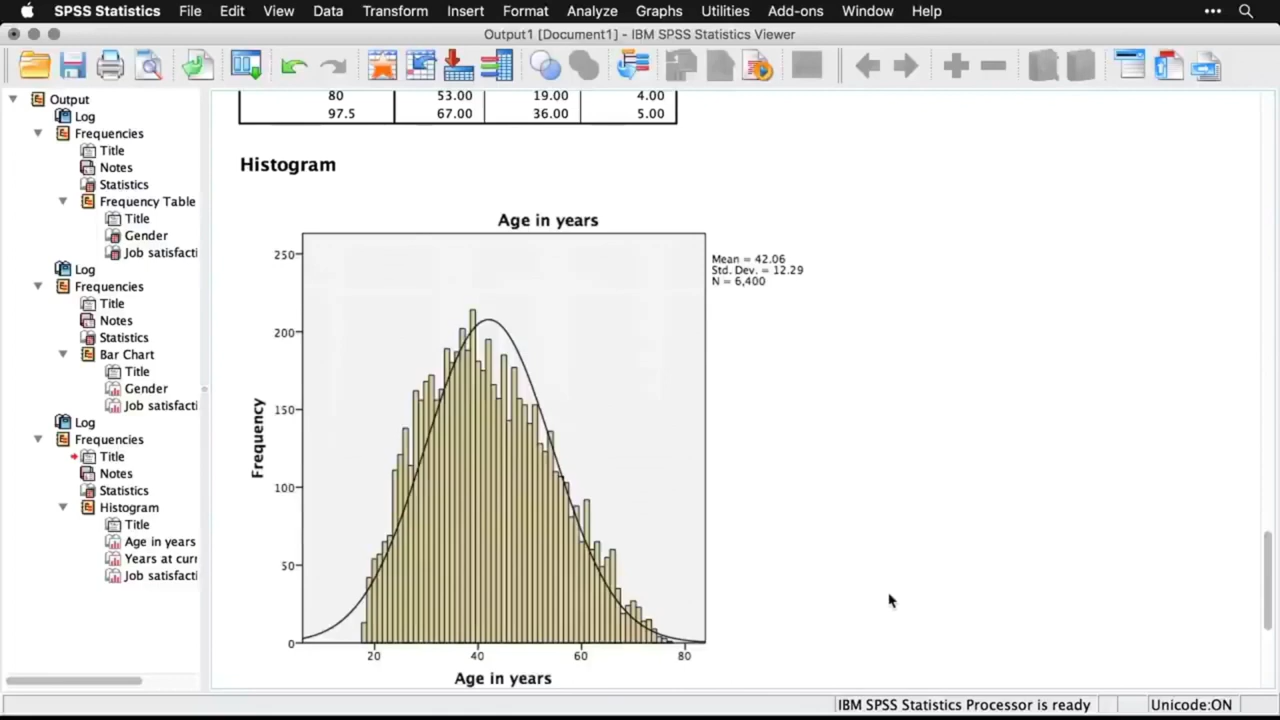 SPSS Statistics File Edit View Data Transform Insert Format Analyze Graphs Utilities Add-ons Window Help
Output1 [Document1] - IBM SPSS Statistics Viewer
Output
Log
Frequencies
Title
Notes
Statistics
Frequency Table
Title
Gender
Job satisfacti
Log
Frequencies
Title
Notes
Statistics
Bar Chart
Title
Gender
Job satisfacti
Log
Frequencies
Title
Notes
Statistics
Histogram
Title
Age in years
Years at curr
Job satisfacti
80 53.00 19.00 4.00
97.5 67.00 36.00 5.00
Histogram
Age in years
Mean = 42.06
Std. Dev. = 12.29
N = 6,400
Frequency
250
200
150
100
50
0
20 40 60 80
Age in years
IBM SPSS Statistics Processor is ready Unicode:ON